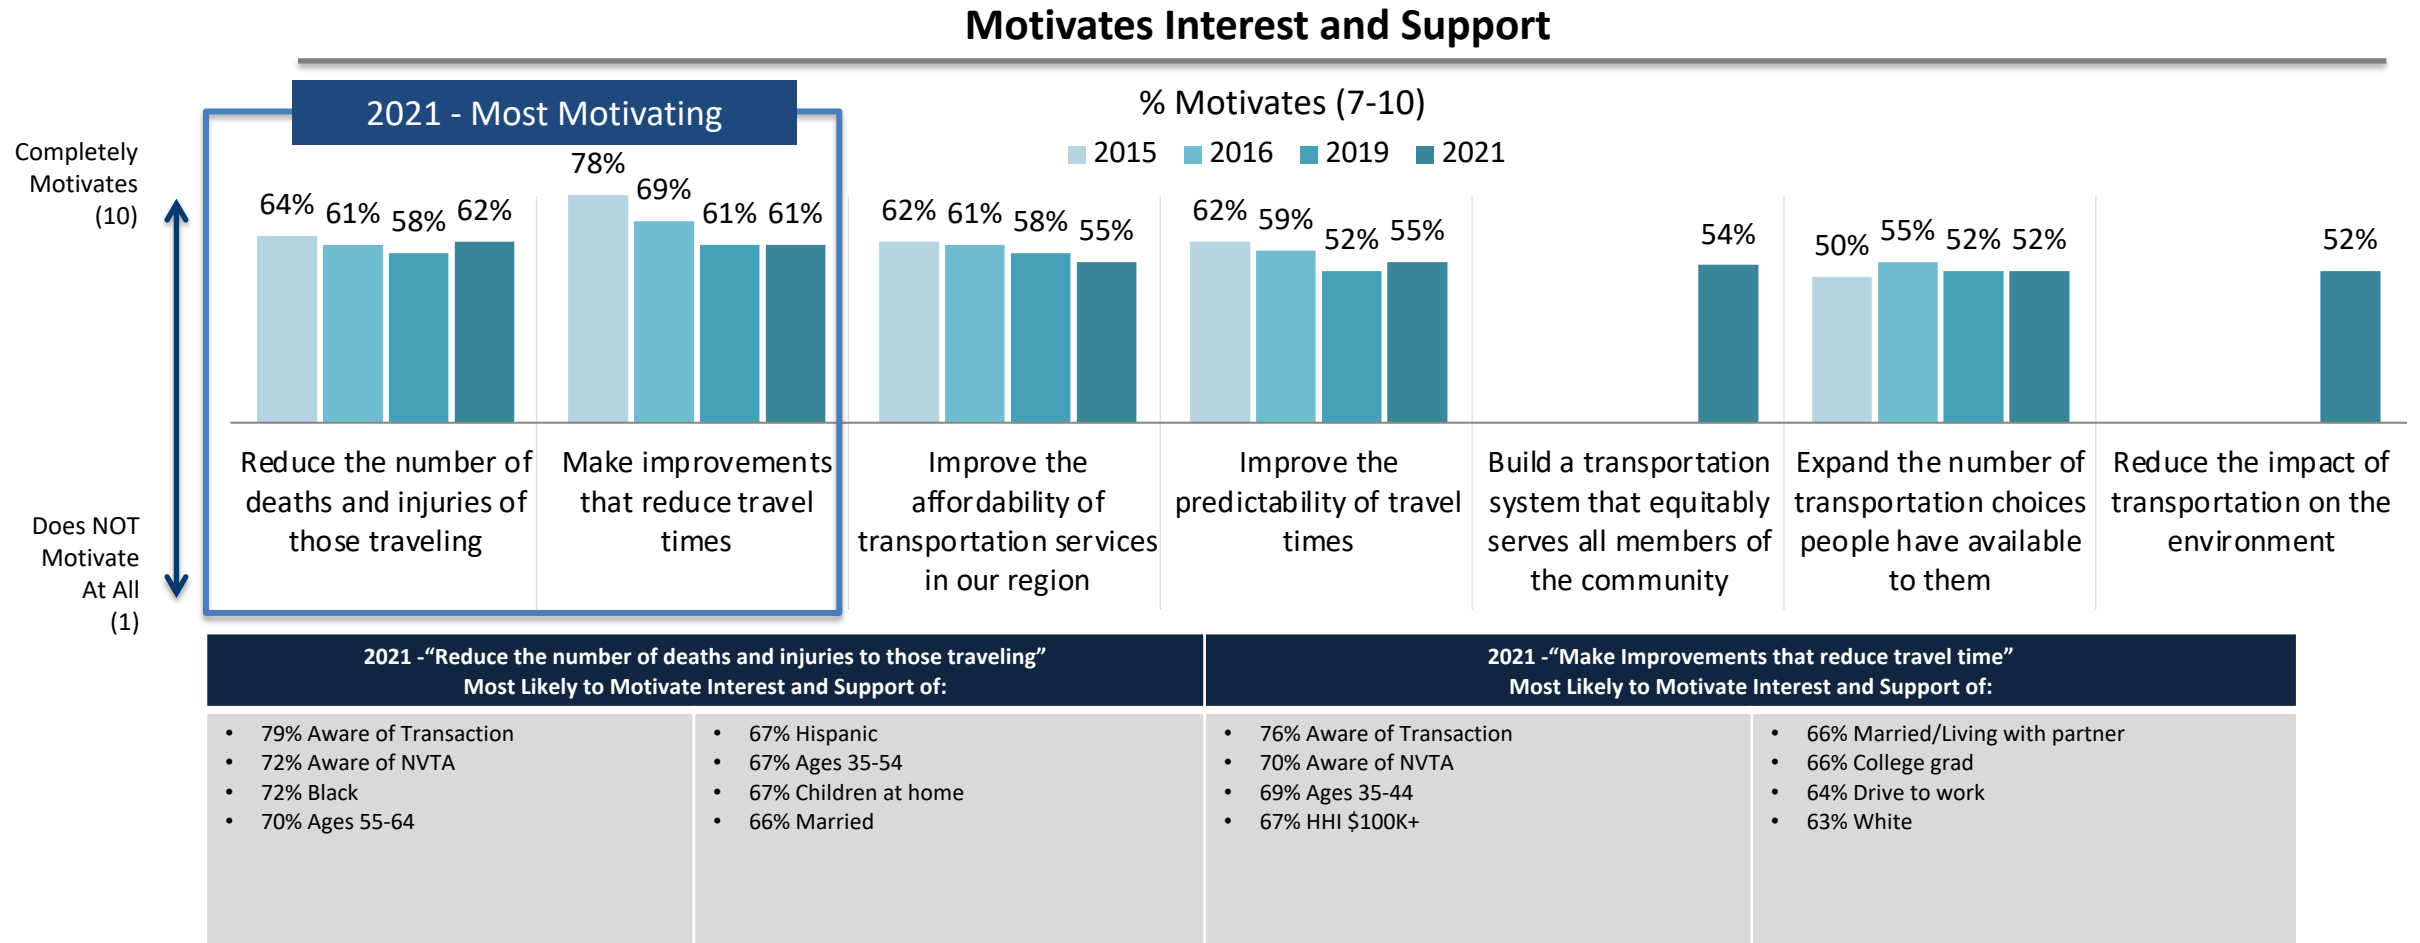 Motivates Interest and Support
2021 - Most Motivating
% Motivates (7-10)
2015 2016 2019 2021
Completely
Motivates
(10)
Does NOT
Motivate
At All
(1)
64% 61% 58% 62%
78% 69% 61% 61%
62% 61% 58% 55%
62% 59% 52% 55%
54%
50% 55% 52% 52%
52%
Reduce the number of
deaths and injuries of
those traveling
Make improvements
that reduce travel
times
Improve the
affordability of
transportation services
in our region
Improve the
predictability of travel
times
Build a transportation
system that equitably
serves all members of
the community
Expand the number of
transportation choices
people have available
to them
Reduce the impact of
transportation on the
environment
2021 -“Reduce the number of deaths and injuries to those traveling”
Most Likely to Motivate Interest and Support of:
• 79% Aware of Transaction
• 72% Aware of NVTA
• 72% Black
• 70% Ages 55-64
• 67% Hispanic
• 67% Ages 35-54
• 67% Children at home
• 66% Married
2021 -“Make Improvements that reduce travel time”
Most Likely to Motivate Interest and Support of:
• 76% Aware of Transaction
• 70% Aware of NVTA
• 69% Ages 35-44
• 67% HHI $100K+
• 66% Married/Living with partner
• 66% College grad
• 64% Drive to work
• 63% White